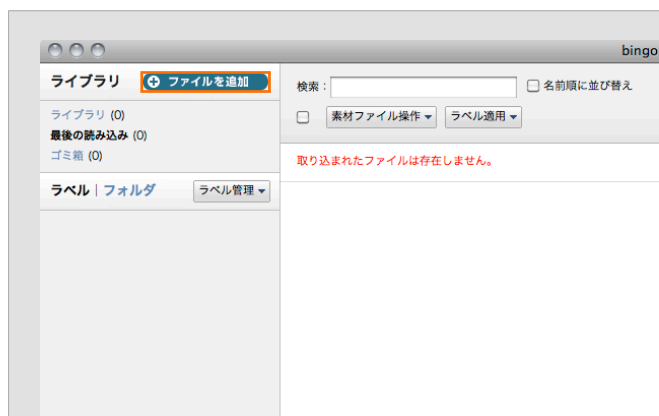 bingo
ライブラリ
ファイルを追加
ライブラリ (0)
最後の読み込み (0)
ゴミ箱 (0)
ラベル | フォルダ
ラベル管理
検索：
名前順に並び替え
素材ファイル操作
ラベル適用
取り込まれたファイルは存在しません。